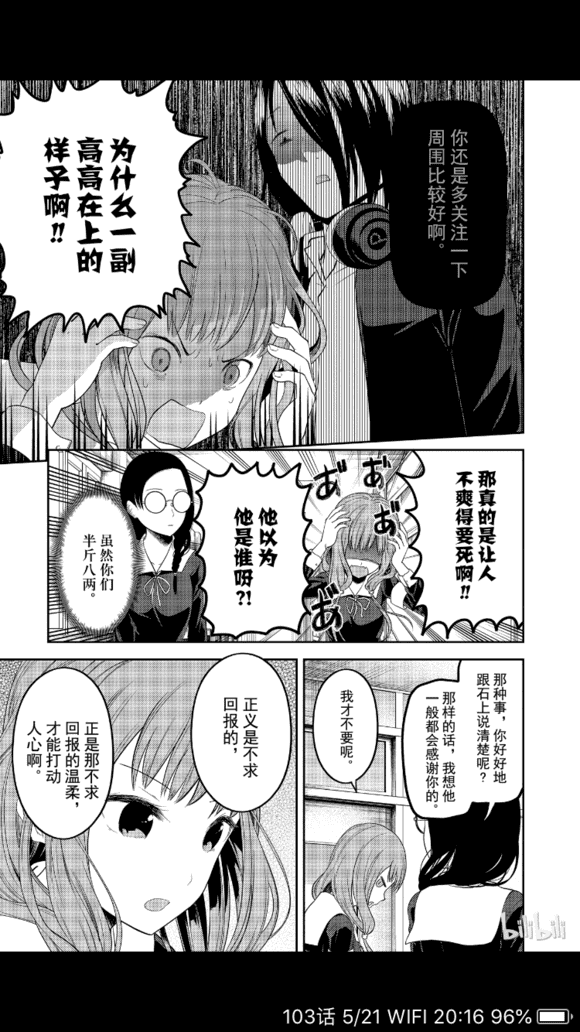 你还是多关注一下
周围比较好啊。
为什么一副
高高在上的
样子啊!!
那真的是让人
不爽得要死啊!!
あ゛
あ゛
あ゛
他以为
他是谁呀?!
虽然你们
半斤八两。
那种事，你好好地
跟石上说清楚呢？
那样的话，我想他
一般都会感谢你的。
我才不要呢。
正义是不求
回报的，
正是那不求
回报的温柔，
才能打动
人心啊。
bilibili
103话 5/21 WIFI 20:16 96%